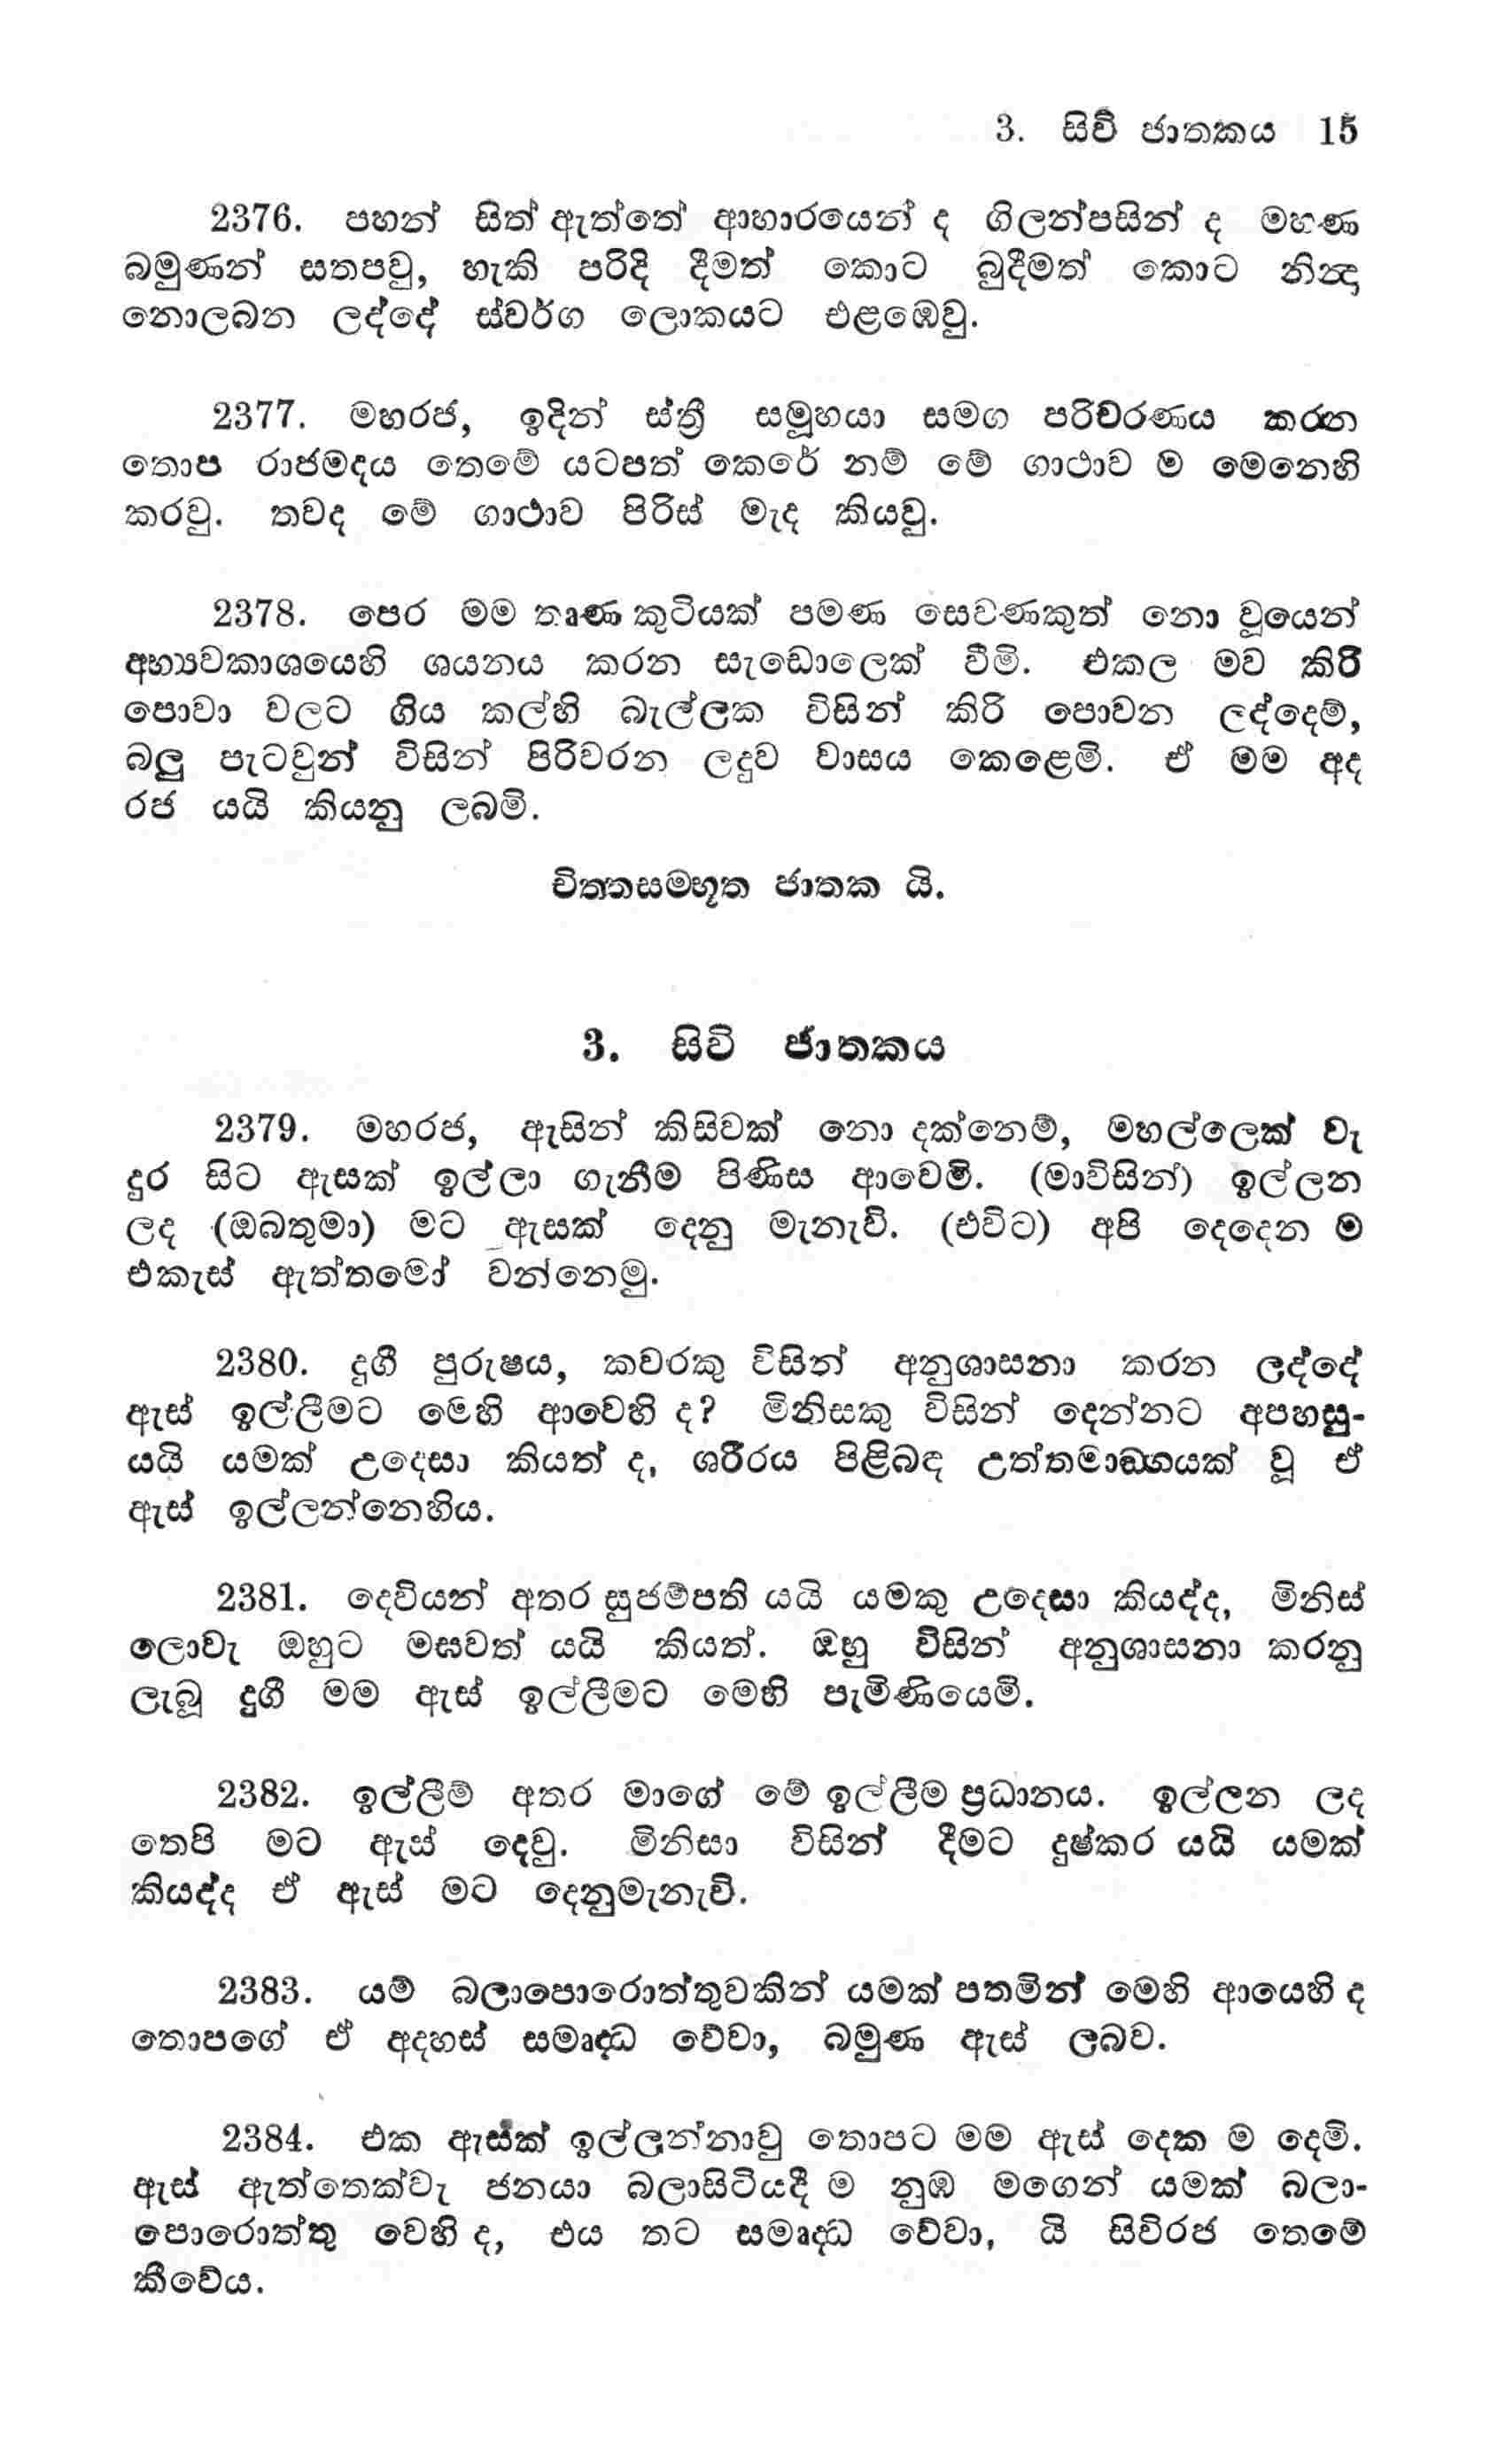 3. සිවි ජාතකය 15
2376. පහන් සිත් ඇත්තේ ආහාරයෙන් ද ගිලන්පසින් ද මහණ
බමුණන් සතපවු, හැකි පරිදි දීමත් කොට බුදීමත් කොට නින්‍දා
නොලබන ලද්දේ ස්වර්ග ලොකයට එළඹෙවු.
2377. මහරජ, ඉදින් ස්ත්‍රී සමූහයා සමග පරිචරණය කරන
තොප රාජමදය තෙමේ යටපත් කෙරේ නම් මේ ගාථාව ම මෙනෙහි
කරවු. තවද මේ ගාථාව පිරිස් මැද කියවු.
2378. පෙර මම තෘණ කුටියක් පමණ සෙවණකුත් නො වූයෙන්
අභ්‍යවකාශයෙහි ශයනය කරන සැඩොලෙක් වීමි. එකල මව කිරි
පොවා වලට ගිය කල්හි බැල්ලක විසින් කිරි පොවන ලද්දෙම්,
බලු පැටවුන් විසින් පිරිවරන ලදුව වාසය කෙළෙමි. ඒ මම අද
රජ යයි කියනු ලබමි.
චිත්තසම්භූත ජාතක යි.
3. සිවි ජාතකය
2379. මහරජ, ඇසින් කිසිවක් නො දක්නෙම්, මහල්ලෙක් වැ
දුර සිට ඇසක් ඉල්ලා ගැනීම පිණිස ආවෙමි. (මාවිසින්) ඉල්ලන
ලද (ඔබතුමා) මට ඇසක් දෙනු මැනැවි. (එවිට) අපි දෙදෙන ම
එකැස් ඇත්තමෝ වන්නෙමු.
2380. දුගී පුරුෂය, කවරකු විසින් අනුශාසනා කරන ලද්දේ
ඇස් ඉල්ලීමට මෙහි ආවෙහි ද? මිනිසකු විසින් දෙන්නට අපහසු-
යයි යමක් උදෙසා කියත් ද, ශරීරය පිළිබඳ උත්තමාඞ්ගයක් වූ ඒ
ඇස් ඉල්ලන්නෙහිය.
2381. දෙවියන් අතර සුජම්පති යයි යමකු උදෙසා කියද්ද, මිනිස්
ලොවැ ඔහුට මඝවත් යයි කියත්. ඔහු විසින් අනුශාසනා කරනු
ලැබූ දුගී මම ඇස් ඉල්ලීමට මෙහි පැමිණියෙමි.
2382. ඉල්ලීම් අතර මාගේ මේ ඉල්ලීම ප්‍රධානය. ඉල්ලන ලද
තෙපි මට ඇස් දෙවු. මිනිසා විසින් දීමට දුෂ්කර යයි යමක්
කියද්ද ඒ ඇස් මට දෙනුමැනැවි.
2383. යම් බලාපොරොත්තුවකින් යමක් පතමින් මෙහි ආයෙහි ද
තොපගේ ඒ අදහස් සමෘද්ධ වේවා, බමුණ ඇස් ලබව.
2384. එක ඇසක් ඉල්ලන්නාවු තොපට මම ඇස් දෙක ම දෙමි.
ඇස් ඇත්තෙක්වැ ජනයා බලාසිටියදී ම නුඹ මගෙන් යමක් බලා-
පොරොත්තු වෙහි ද, එය තට සමෘද්ධ වේවා, යි සිවිරජ තෙමේ
කීවේය.